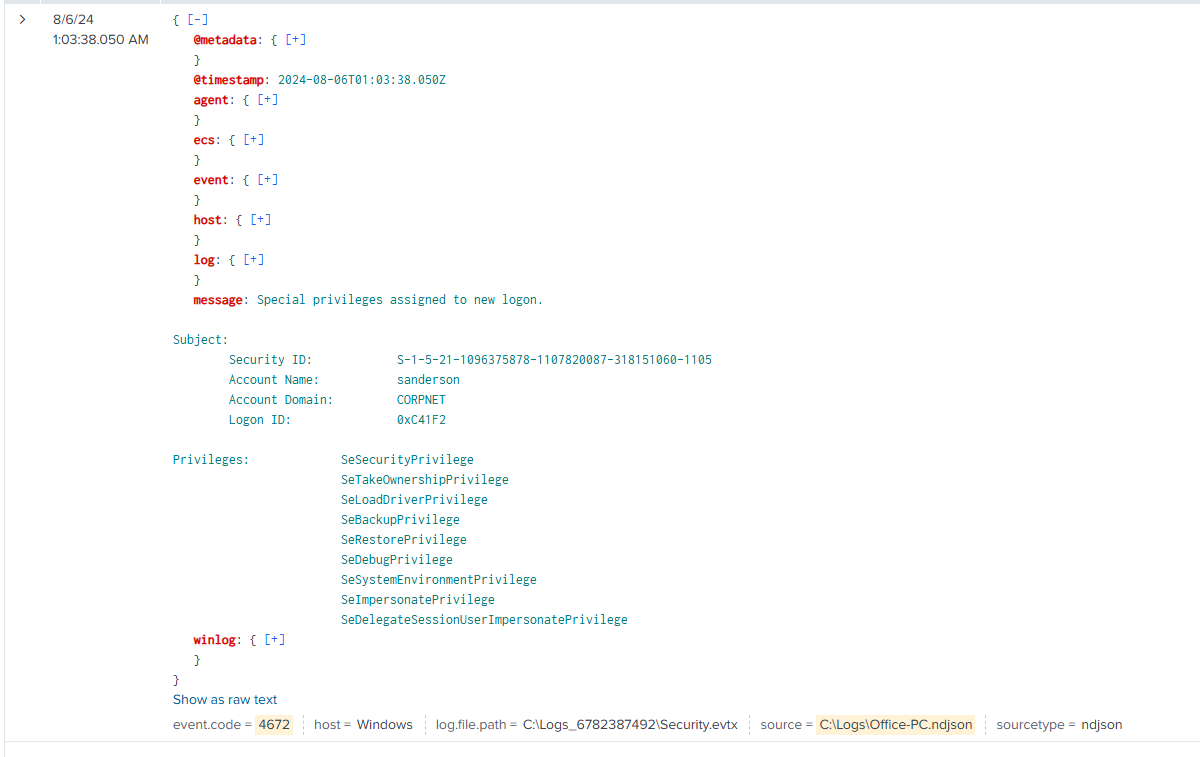 > 8/6/24 { [-]
1:03:38.050 AM @metadata: { [+]
}
@timestamp: 2024-08-06T01:03:38.050Z
agent: { [+]
}
ecs: { [+]
}
event: { [+]
}
host: { [+]
}
log: { [+]
}
message: Special privileges assigned to new logon.
Subject:
Security ID: S-1-5-21-1096375878-1107820087-318151060-1105
Account Name: sanderson
Account Domain: CORPNET
Logon ID: 0xC41F2
Privileges: SeSecurityPrivilege
SeTakeOwnershipPrivilege
SeLoadDriverPrivilege
SeBackupPrivilege
SeRestorePrivilege
SeDebugPrivilege
SeSystemEnvironmentPrivilege
SeImpersonatePrivilege
SeDelegateSessionUserImpersonatePrivilege
winlog: { [+]
}
}
Show as raw text
event.code = 4672 host = Windows log.file.path = C:\Logs_6782387492\Security.evtx source = C:\Logs\Office-PC.ndjson sourcetype = ndjson